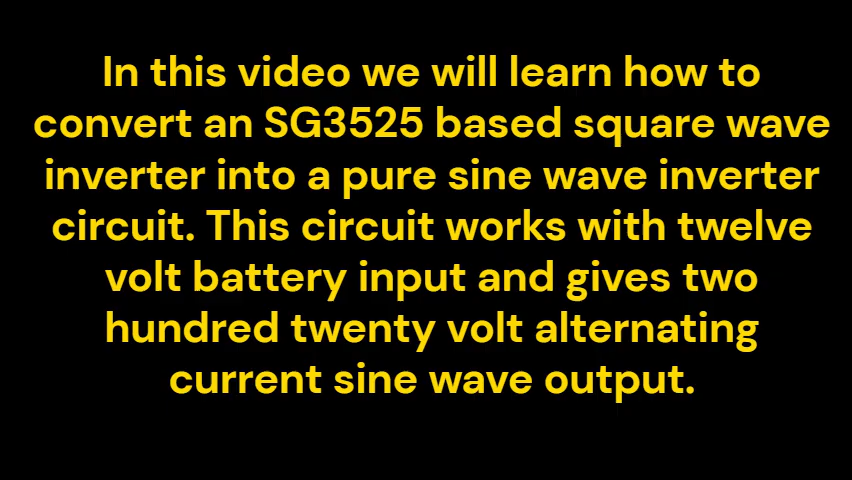 In this video we will learn how to
convert an SG3525 based square wave
inverter into a pure sine wave inverter
circuit. This circuit works with twelve
volt battery input and gives two
hundred twenty volt alternating
current sine wave output.